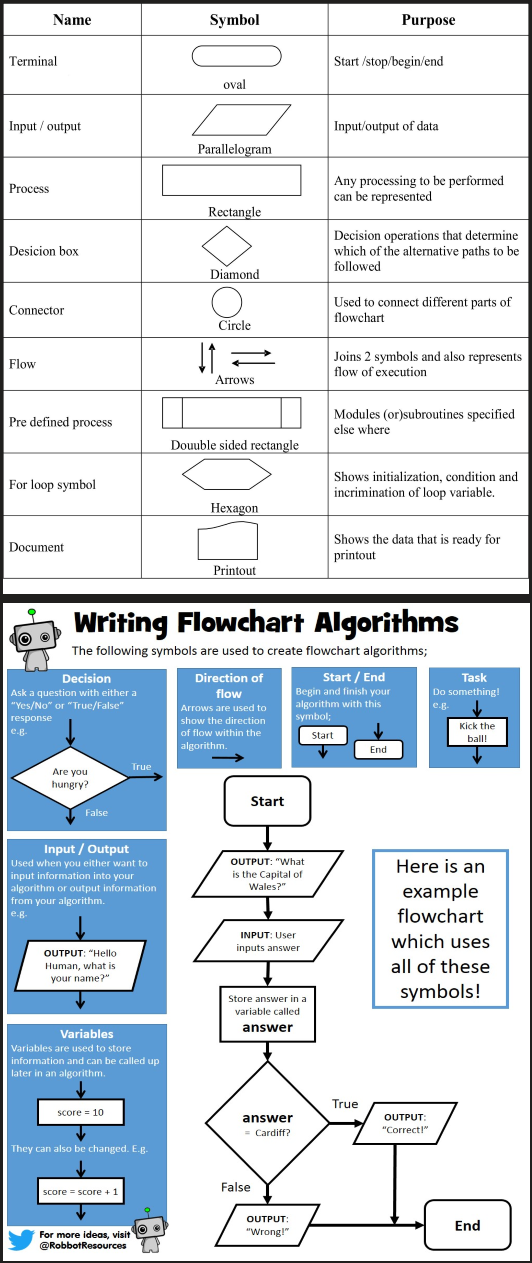 Name Symbol Purpose
Terminal
oval
Start /stop/begin/end
Input / output
Parallelogram
Input/output of data
Process
Rectangle
Any processing to be performed
can be represented
Desicion box
Diamond
Decision operations that determine
which of the alternative paths to be
followed
Connector
Circle
Used to connect different parts of
flowchart
Flow
Arrows
Joins 2 symbols and also represents
flow of execution
Pre defined process
Douuble sided rectangle
Modules (or)subroutines specified
else where
For loop symbol
Hexagon
Shows initialization, condition and
incrimination of loop variable.
Document
Printout
Shows the data that is ready for
printout
Writing Flowchart Algorithms
The following symbols are used to create flowchart algorithms;
Decision
Ask a question with either a
“Yes/No” or “True/False”
response
e.g.
Are you
hungry?
True
False
Direction of
flow
Arrows are used to
show the direction
of flow within the
algorithm.
Start / End
Begin and finish your
algorithm with this
symbol;
Start
End
Task
Do something!
e.g.
Kick the
ball!
Input / Output
Used when you either want to
input information into your
algorithm or output information
from your algorithm.
e.g.
OUTPUT: “Hello
Human, what is
your name?”
Variables
Variables are used to store
information and can be called up
later in an algorithm.
score = 10
They can also be changed. E.g.
score = score + 1
For more ideas, visit
@RobbotResources
Start
OUTPUT: “What
is the Capital of
Wales?”
INPUT: User
inputs answer
Store answer in a
variable called
answer
answer
= Cardiff?
True
OUTPUT:
“Correct!”
False
OUTPUT:
“Wrong!”
End
Here is an
example
flowchart
which uses
all of these
symbols!